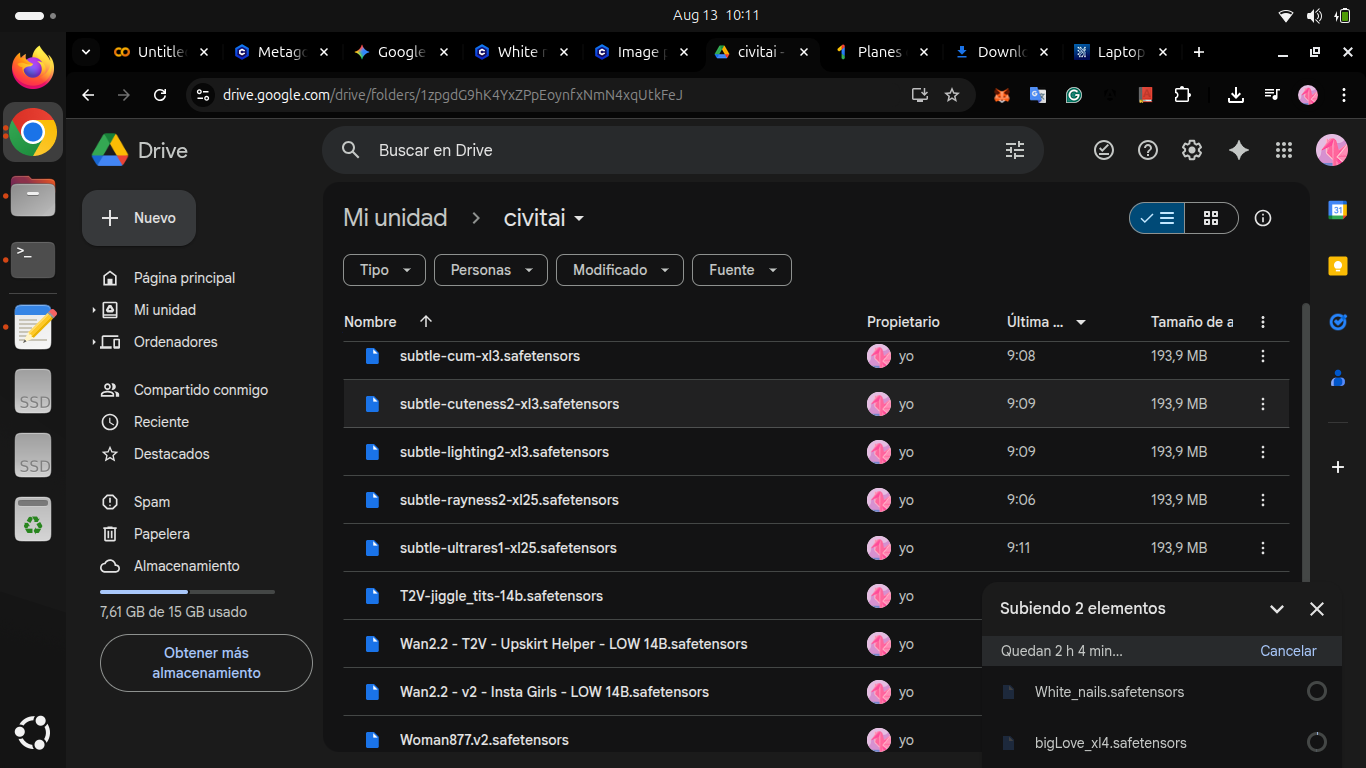 Aug 13 10:11
Untitle
Metago
Google
White n
Image p
civitai -
Planes
Downlo
Laptop
drive.google.com/drive/folders/1zpgdG9hK4YxZPpEoynfxNmN4xqUtkFeJ
Drive
Buscar en Drive
Nuevo
Página principal
Mi unidad
Ordenadores
Compartido conmigo
Reciente
Destacados
Spam
Papelera
Almacenamiento
7,61 GB de 15 GB usado
Obtener más
almacenamiento
Mi unidad > civitai
Tipo Personas Modificado Fuente
Nombre Propietario Última ... Tamaño de a
subtle-cum-xl3.safetensors yo 9:08 193,9 MB
subtle-cuteness2-xl3.safetensors yo 9:09 193,9 MB
subtle-lighting2-xl3.safetensors yo 9:09 193,9 MB
subtle-rayness2-xl25.safetensors yo 9:06 193,9 MB
subtle-ultrares1-xl25.safetensors yo 9:11 193,9 MB
T2V-jiggle_tits-14b.safetensors yo
Wan2.2 - T2V - Upskirt Helper - LOW 14B.safetensors yo
Wan2.2 - v2 - Insta Girls - LOW 14B.safetensors yo
Woman877.v2.safetensors yo
Subiendo 2 elementos
Quedan 2 h 4 min... Cancelar
White_nails.safetensors
bigLove_xl4.safetensors
SSD
SSD
31